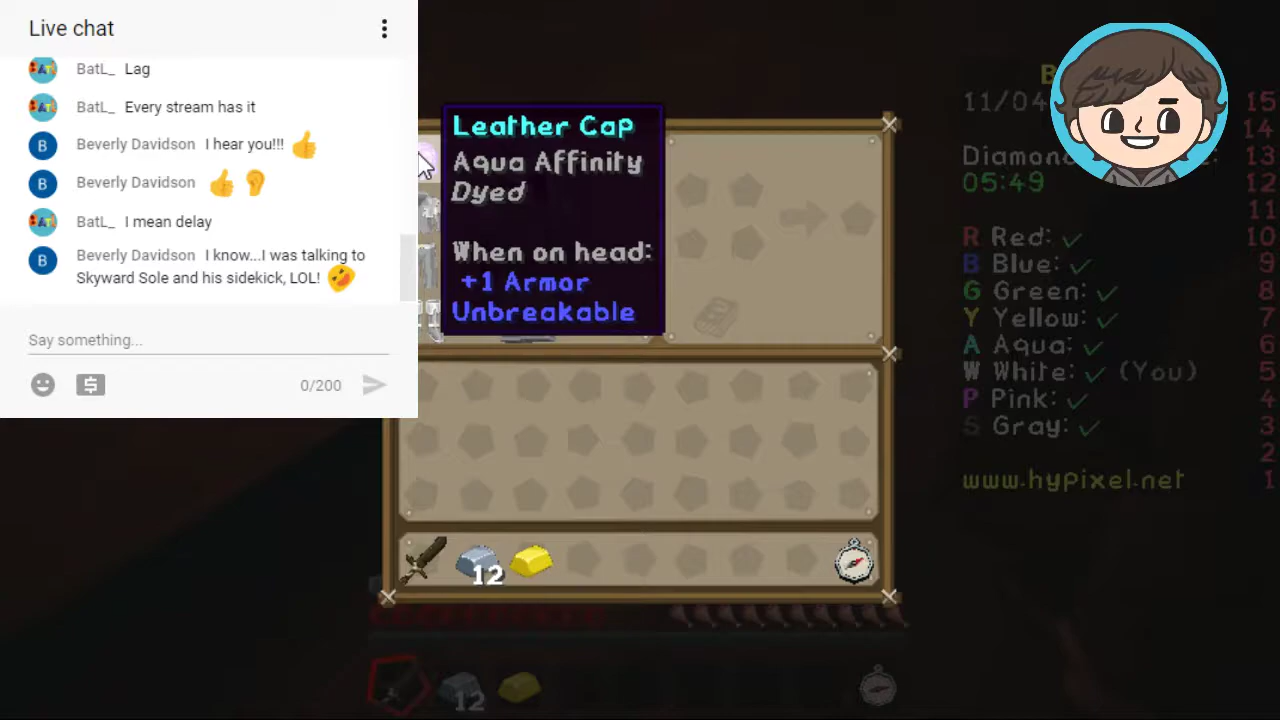 Live chat
BatL_ Lag
BatL_ Every stream has it
Beverly Davidson I hear you!!! 👍
Beverly Davidson 👍👂
BatL_ I mean delay
Beverly Davidson I know...I was talking to
Skyward Sole and his sidekick, LOL! 🤣
Say something...
0/200
Leather Cap
Aqua Affinity
Dyed
When on head:
+1 Armor
Unbreakable
12
12
B
11/04
Diamon
05:49
R Red: ✓
B Blue: ✓
G Green: ✓
Y Yellow: ✓
A Aqua: ✓
W White: ✓ (You)
P Pink: ✓
S Gray: ✓
www.hypixel.net
15
14
13
12
11
10
9
8
7
6
5
4
3
2
1